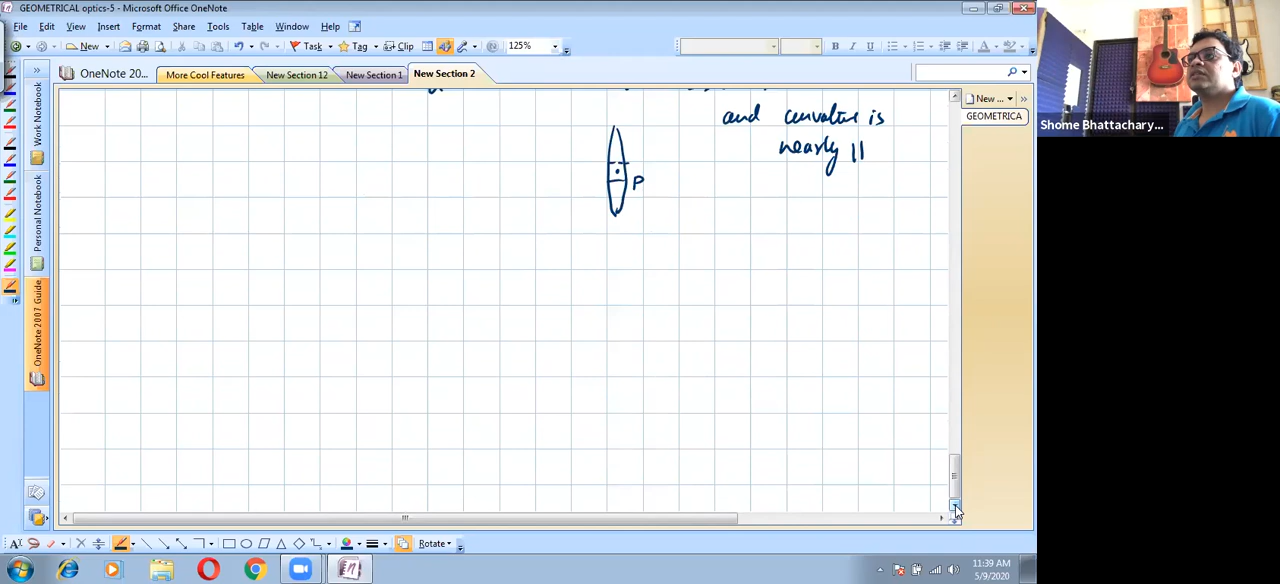 GEOMETRICAL optics-5 - Microsoft Office OneNote
File Edit View Insert Format Share Tools Table Window Help
New Task Tag Clip 125%
OneNote 20... More Cool Features New Section 12 New Section 1 New Section 2
New ...
GEOMETRICA
Work Notebook
Personal Notebook
OneNote 2007 Guide
and curvature is
nearly ||
P
Shome Bhattachary...
Rotate
11:39 AM
5/9/2020